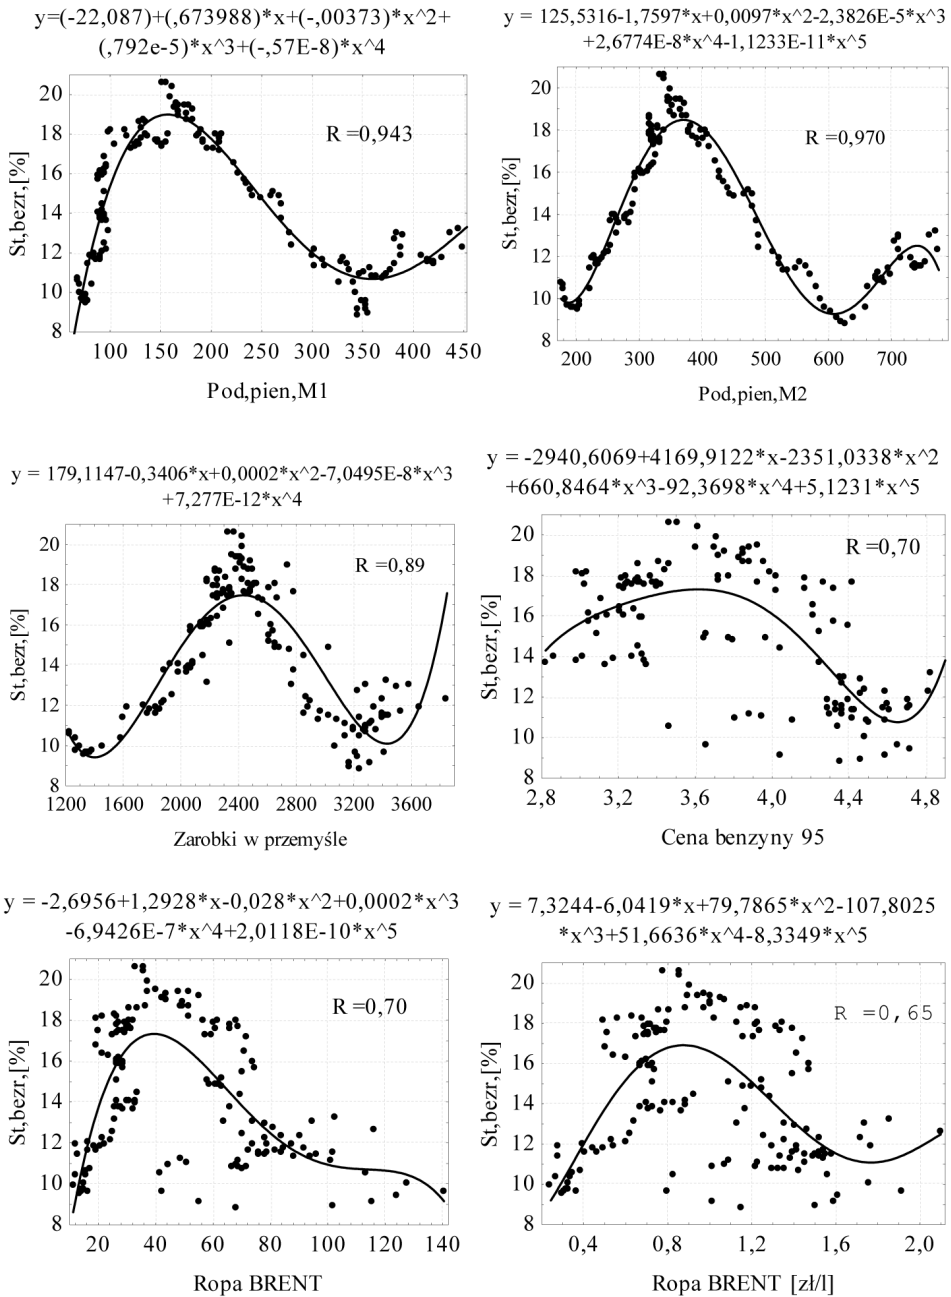 y=(-22,087)+(,673988)*x+(-,00373)*x^2+
(,792e-5)*x^3+(-,57E-8)*x^4
20
18
16
14
12
10
8
St,bezr,[%]
R =0,943
100 150 200 250 300 350 400 450
Pod,pien,M1
y = 125,5316-1,7597*x+0,0097*x^2-2,3826E-5*x^3
+2,6774E-8*x^4-1,1233E-11*x^5
20
18
16
14
12
10
8
St,bezr,[%]
R =0,970
200 300 400 500 600 700
Pod,pien,M2
y = 179,1147-0,3406*x+0,0002*x^2-7,0495E-8*x^3
+7,277E-12*x^4
20
18
16
14
12
10
8
St,bezr,[%]
R =0,89
1200 1600 2000 2400 2800 3200 3600
Zarobki w przemyśle
y = -2940,6069+4169,9122*x-2351,0338*x^2
+660,8464*x^3-92,3698*x^4+5,1231*x^5
20
18
16
14
12
10
8
St,bezr,[%]
R =0,70
2,8 3,2 3,6 4,0 4,4 4,8
Cena benzyny 95
y = -2,6956+1,2928*x-0,028*x^2+0,0002*x^3
-6,9426E-7*x^4+2,0118E-10*x^5
20
18
16
14
12
10
8
St,bezr,[%]
R =0,70
20 40 60 80 100 120 140
Ropa BRENT
y = 7,3244-6,0419*x+79,7865*x^2-107,8025
*x^3+51,6636*x^4-8,3349*x^5
20
18
16
14
12
10
8
St,bezr,[%]
R =0,65
0,4 0,8 1,2 1,6 2,0
Ropa BRENT [zł/l]